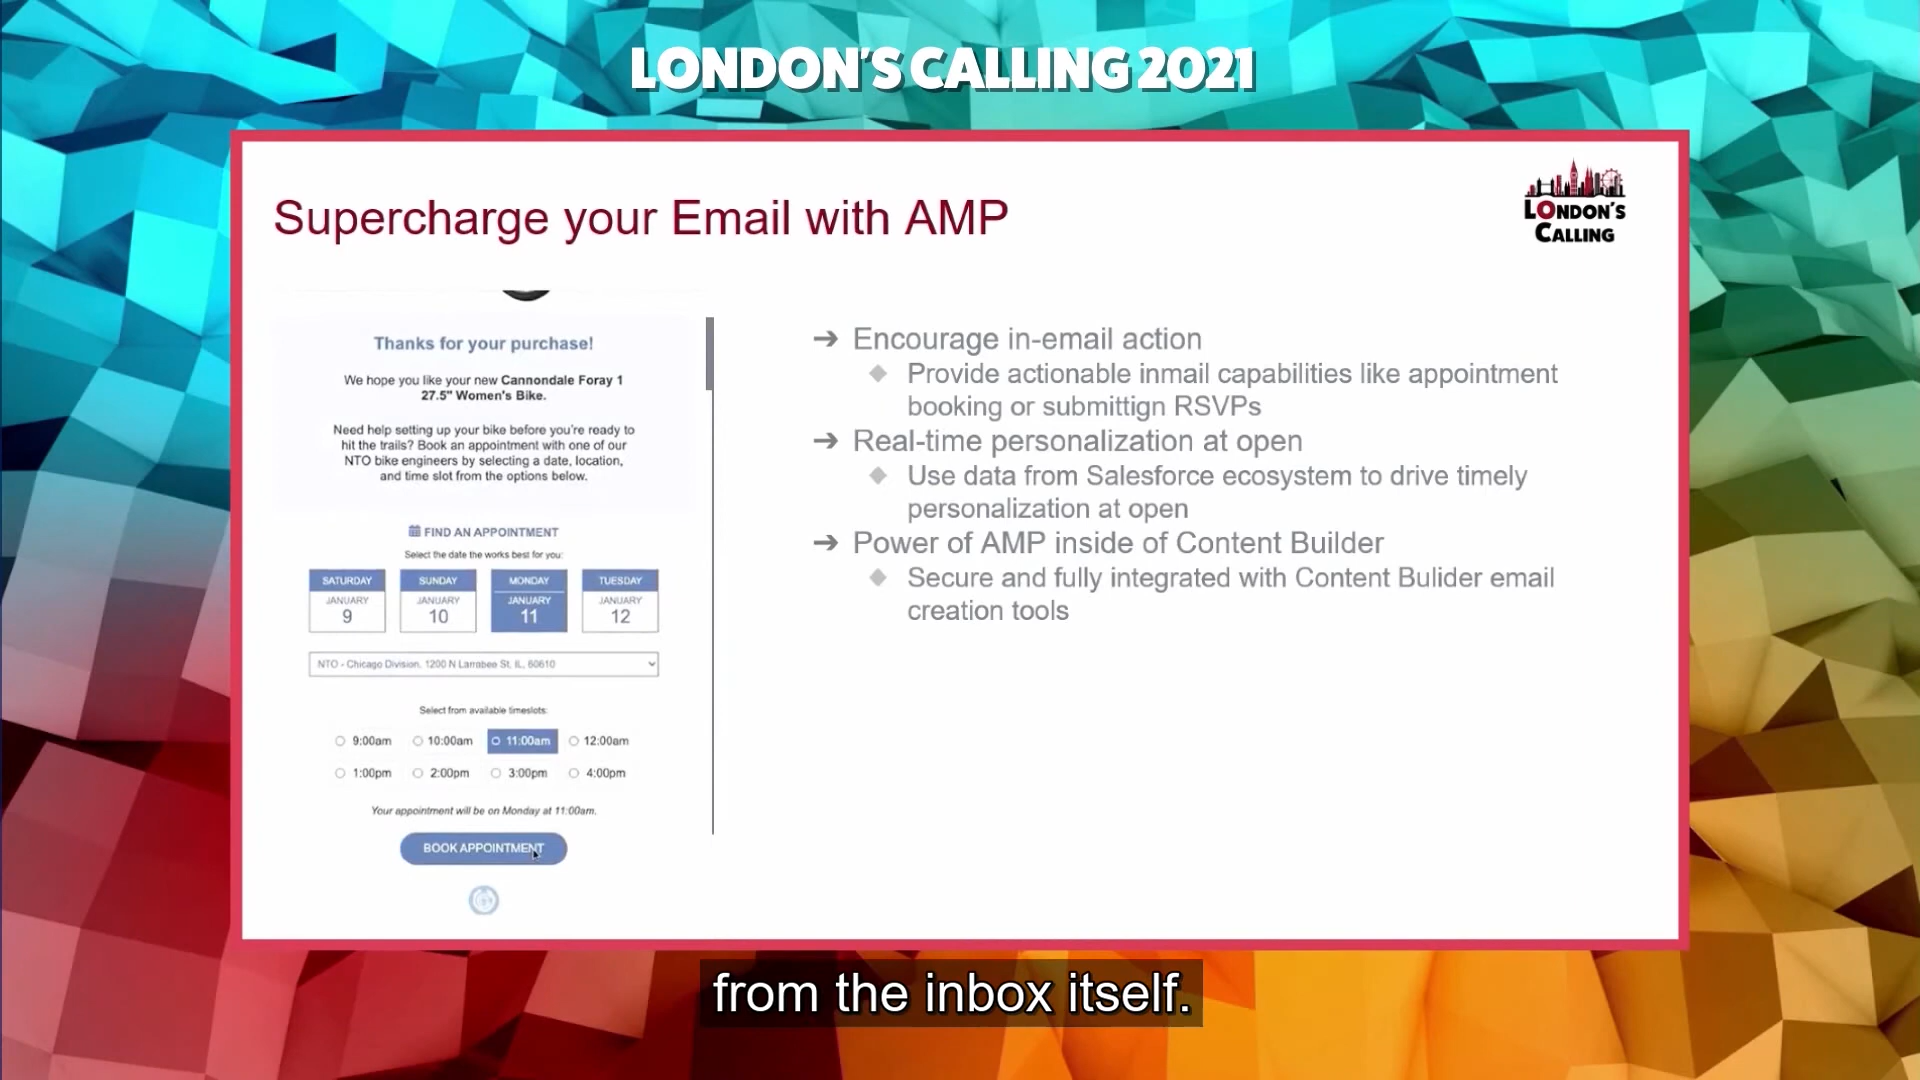 LONDON'S CALLING 2021
LONDON'S
CALLING
Supercharge your Email with AMP
Thanks for your purchase!
We hope you like your new Cannondale Foray 1
27.5" Women's Bike.
Need help setting up your bike before you're ready to
hit the trails? Book an appointment with one of our
NTO bike engineers by selecting a date, location,
and time slot from the options below.
FIND AN APPOINTMENT
Select the date the works best for you:
SATURDAY SUNDAY MONDAY TUESDAY
JANUARY JANUARY JANUARY JANUARY
9 10 11 12
NTO - Chicago Division, 1200 N Larrabee St, IL, 60610
Select from available timeslots:
9:00am 10:00am 11:00am 12:00am
1:00pm 2:00pm 3:00pm 4:00pm
Your appointment will be on Monday at 11:00am.
BOOK APPOINTMENT
➔ Encourage in-email action
◆ Provide actionable inmail capabilities like appointment
booking or submittign RSVPs
➔ Real-time personalization at open
◆ Use data from Salesforce ecosystem to drive timely
personalization at open
➔ Power of AMP inside of Content Builder
◆ Secure and fully integrated with Content Bulider email
creation tools
from the inbox itself.